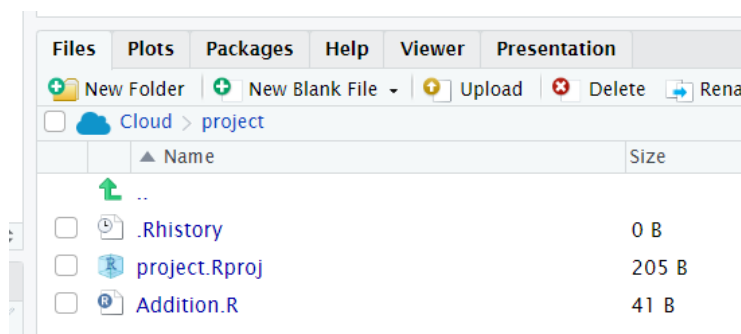 Files Plots Packages Help Viewer Presentation
New Folder New Blank File Upload Delete Rena
Cloud > project
Name Size
..
.Rhistory 0 B
project.Rproj 205 B
Addition.R 41 B